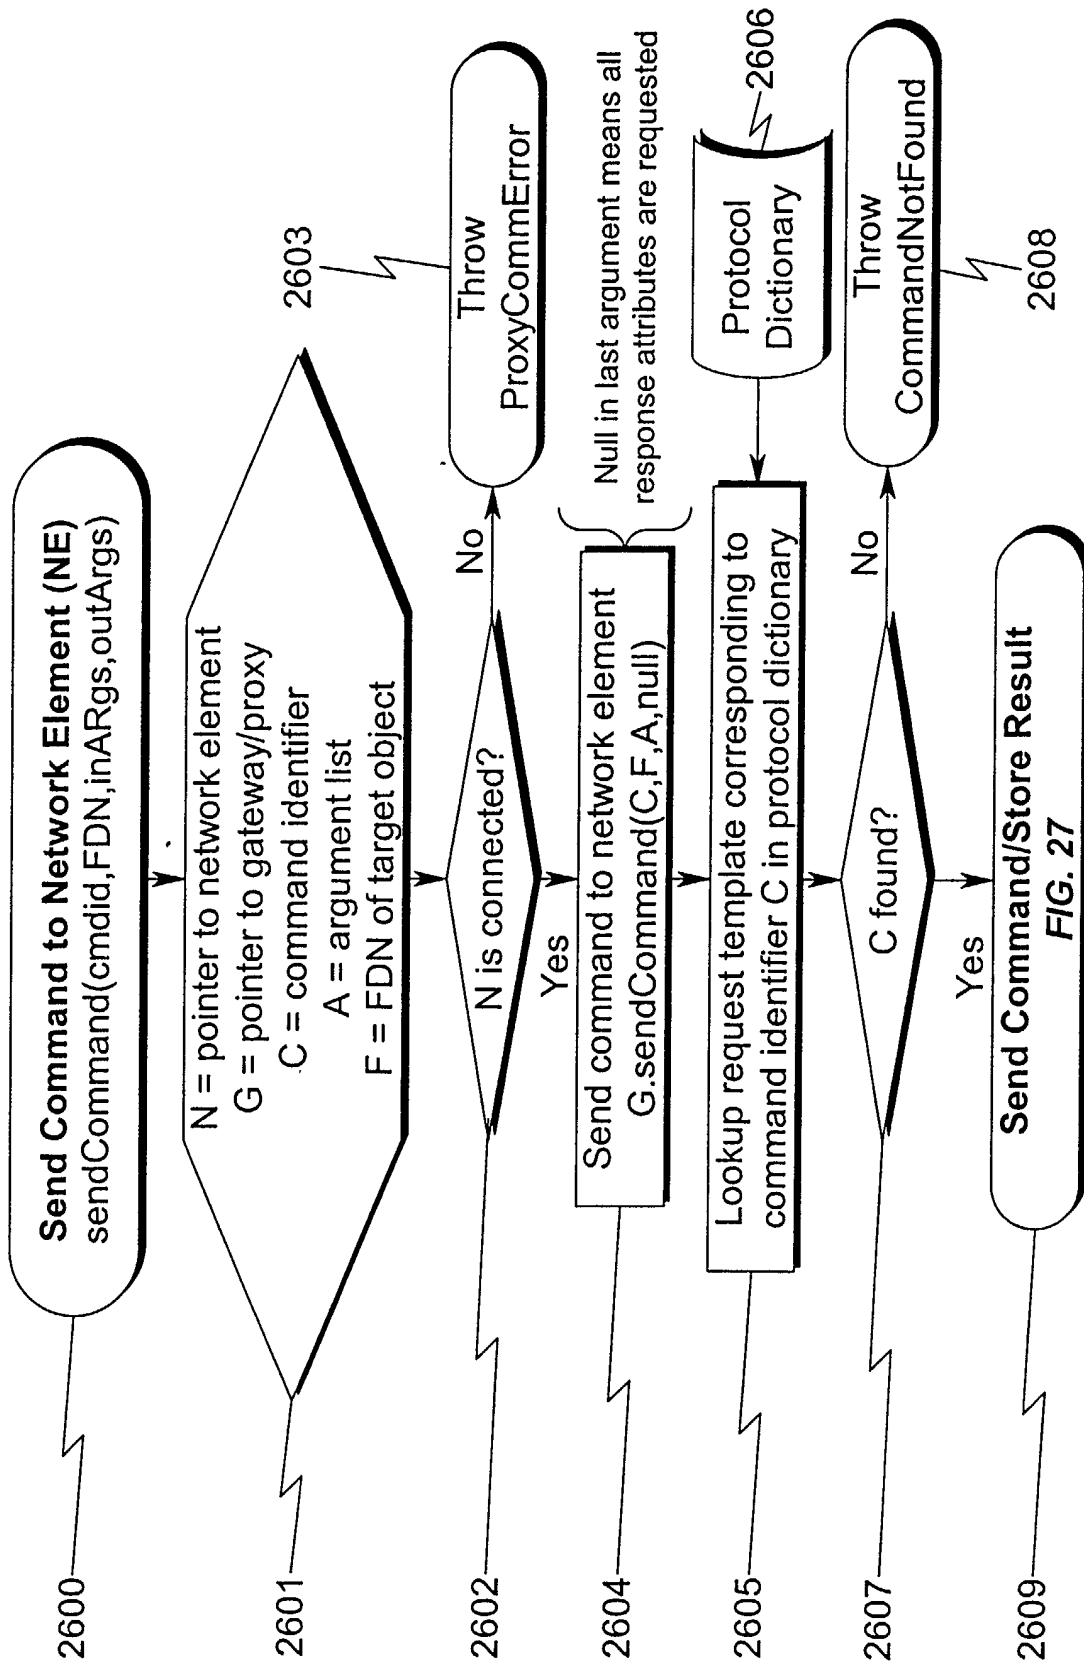 2600
Send Command to Network Element (NE)
sendCommand(cmdid,FDN,inARgs,outArgs)
2601
N = pointer to network element
G = pointer to gateway/proxy
C = command identifier
A = argument list
F = FDN of target object
2602
N is connected?
No
Yes
2603
Throw
ProxyCommError
2604
Send command to network element
G.sendCommand(C,F,A,null)
Null in last argument means all
response attributes are requested
2605
Lookup request template corresponding to
command identifier C in protocol dictionary
Protocol
Dictionary
2606
2607
C found?
No
Yes
Throw
CommandNotFound
2608
2609
Send Command/Store Result
FIG. 27